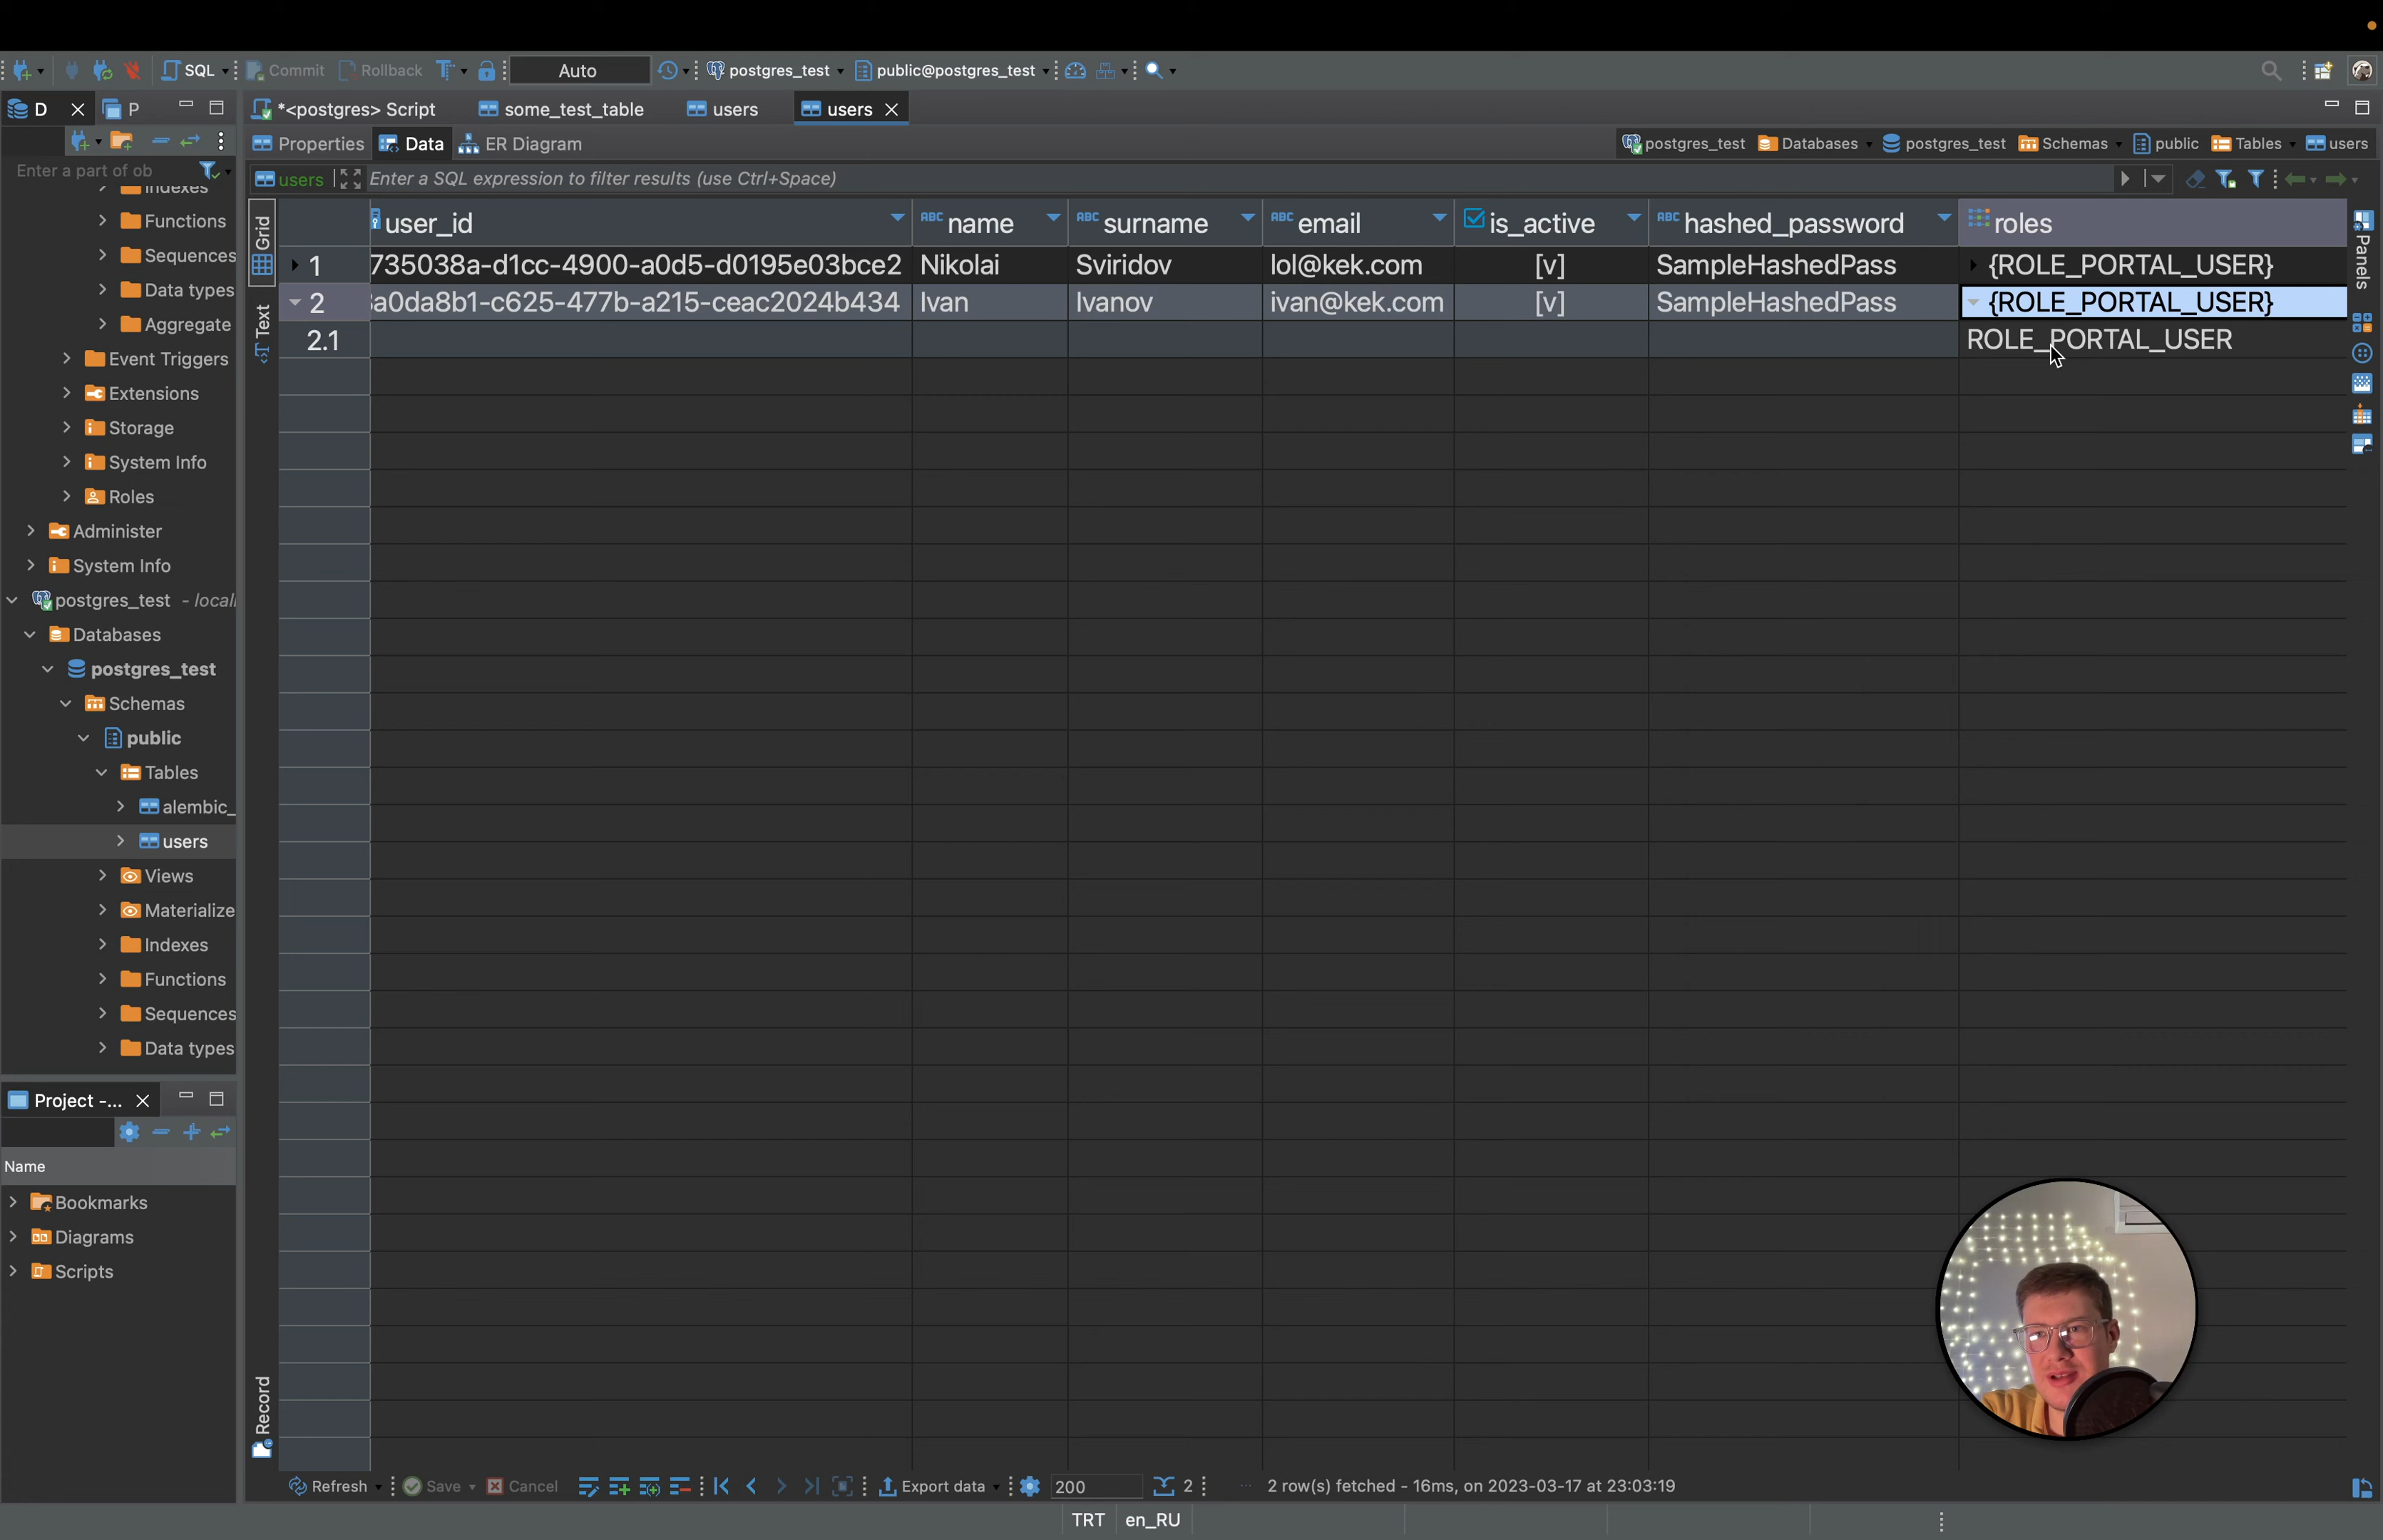 SQL Commit Rollback Auto postgres_test public@postgres_test
D P
*<postgres> Script some_test_table users users
Properties Data ER Diagram
postgres_test Databases postgres_test Schemas public Tables users
Enter a part of ob
users Enter a SQL expression to filter results (use Ctrl+Space)
Grid
Text
Record
Panels
user_id name surname email is_active hashed_password roles
1 735038a-d1cc-4900-a0d5-d0195e03bce2 Nikolai Sviridov lol@kek.com [v] SampleHashedPass {ROLE_PORTAL_USER}
2 8a0da8b1-c625-477b-a215-ceac2024b434 Ivan Ivanov ivan@kek.com [v] SampleHashedPass {ROLE_PORTAL_USER}
2.1 ROLE_PORTAL_USER
Indexes
Functions
Sequences
Data types
Aggregate
Event Triggers
Extensions
Storage
System Info
Roles
Administer
System Info
postgres_test - local
Databases
postgres_test
Schemas
public
Tables
alembic_
users
Views
Materialize
Indexes
Functions
Sequences
Data types
Project -...
Name
Bookmarks
Diagrams
Scripts
Refresh Save Cancel Export data 200 2 2 row(s) fetched - 16ms, on 2023-03-17 at 23:03:19
TRT en_RU